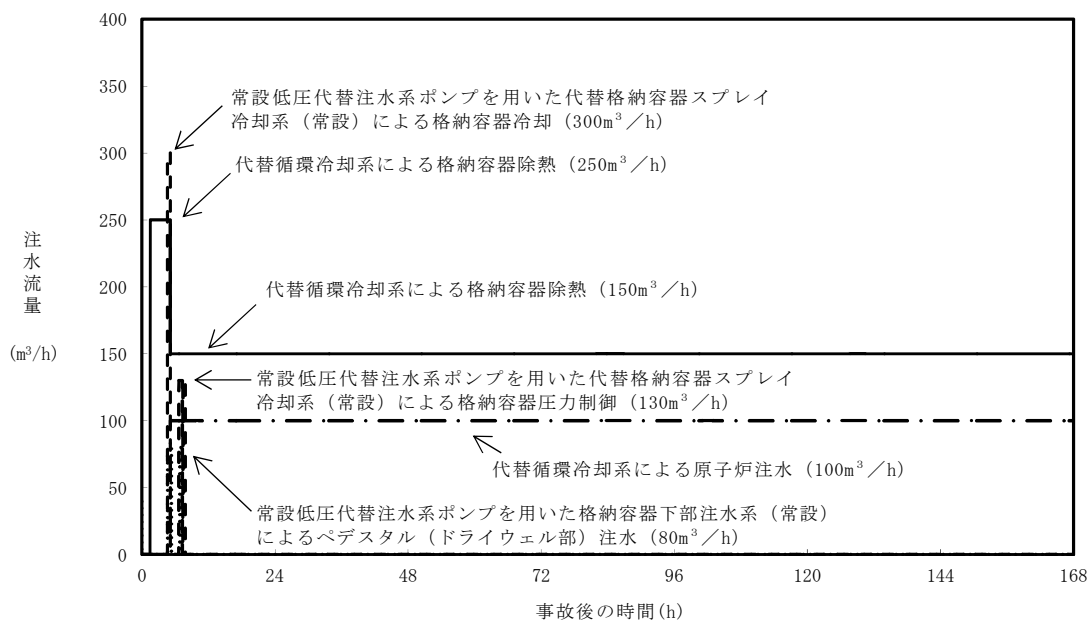 400
350
300
250
200
150
100
50
0
注水流量
(m³/h)
常設低圧代替注水系ポンプを用いた代替格納容器スプレイ
冷却系（常設）による格納容器冷却（300m³／h）
代替循環冷却系による格納容器除熱（250m³／h）
代替循環冷却系による格納容器除熱（150m³／h）
常設低圧代替注水系ポンプを用いた代替格納容器スプレイ
冷却系（常設）による格納容器圧力制御（130m³／h）
代替循環冷却系による原子炉注水（100m³／h）
常設低圧代替注水系ポンプを用いた格納容器下部注水系（常設）
によるペデスタル（ドライウェル部）注水（80m³／h）
0 24 48 72 96 120 144 168
事故後の時間(h)